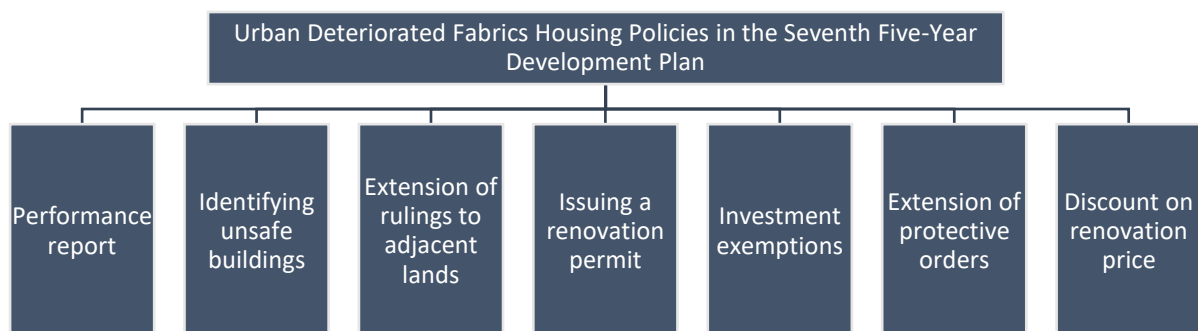 Urban Deteriorated Fabrics Housing Policies in the Seventh Five-Year
Development Plan
Performance
report
Identifying
unsafe
buildings
Extension of
rulings to
adjacent
lands
Issuing a
renovation
permit
Investment
exemptions
Extension of
protective
orders
Discount on
renovation
price